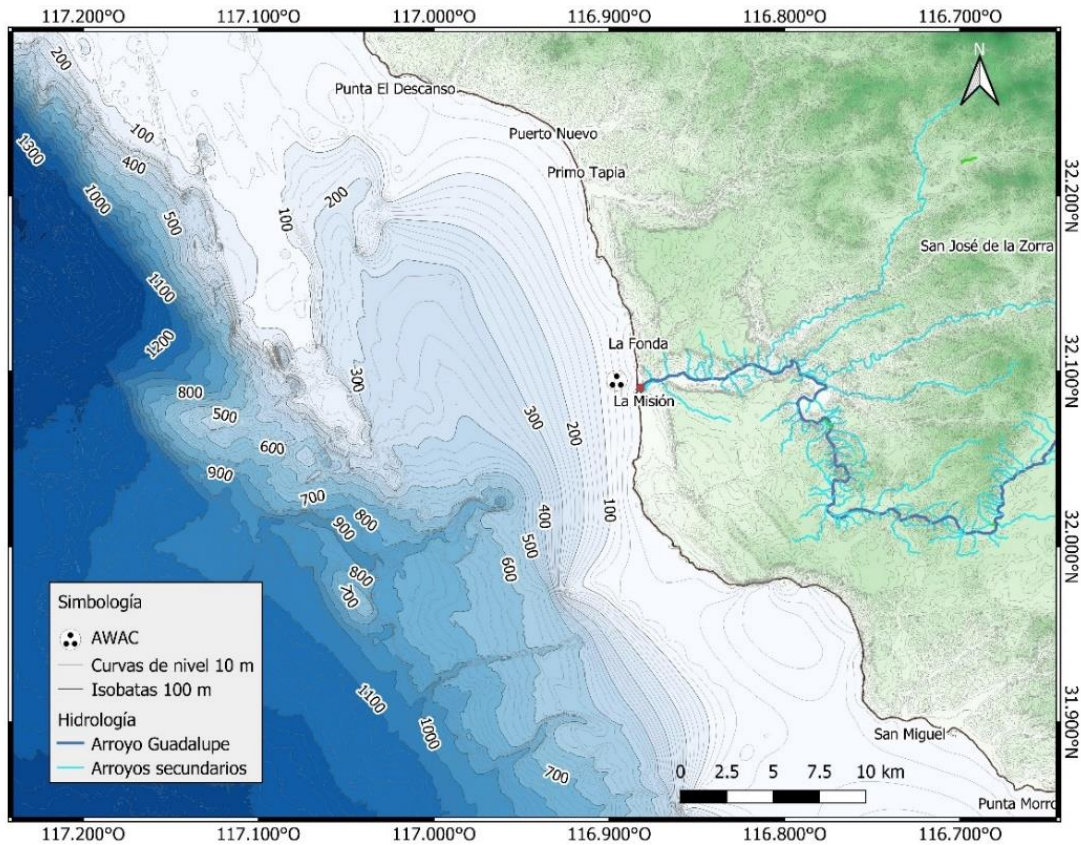 117.200°O 117.100°O 117.000°O 116.900°O 116.800°O 116.700°O
N
200
Punta El Descanso
1300
100
Puerto Nuevo
400
Primo Tapia
32.200°N
1000
200
500
100
San José de la Zorra
1100
1200
La Fonda
32.100°N
300
800
La Misión
500
300
200
600
900
700
100
800
400
900
500
32.000°N
600
800
700
Simbología
AWAC
Curvas de nivel 10 m
Isobatas 100 m
Hidrología
Arroyo Guadalupe
Arroyos secundarios
1100
1000
31.900°N
San Miguel
700
0 2.5 5 7.5 10 km
Punta Morro
117.200°O 117.100°O 117.000°O 116.900°O 116.800°O 116.700°O